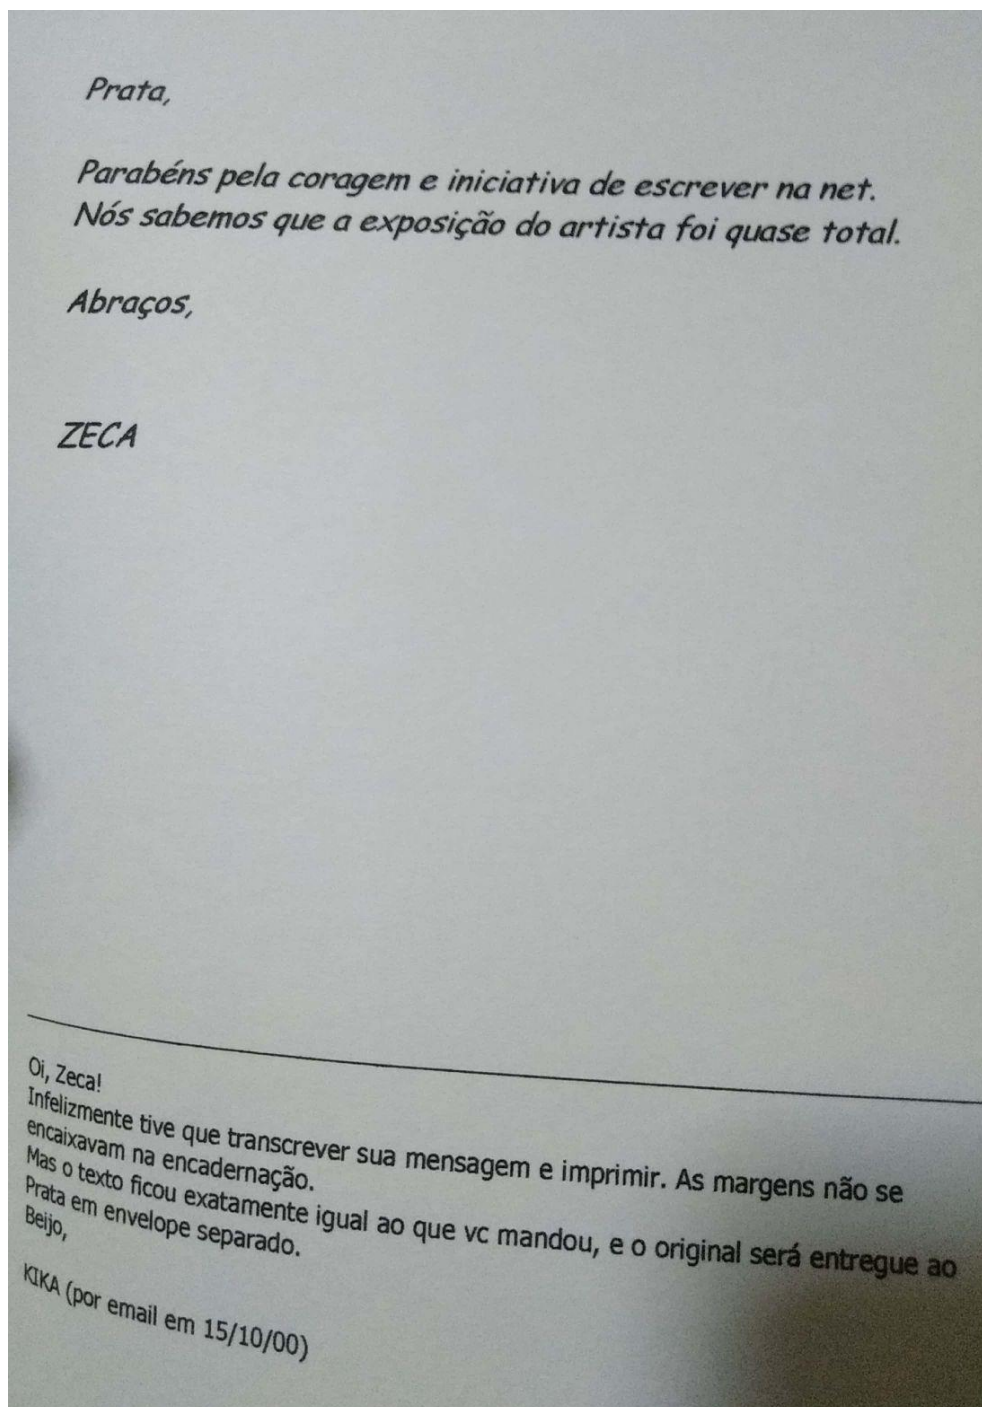 Prata,
Parabéns pela coragem e iniciativa de escrever na net.
Nós sabemos que a exposição do artista foi quase total.
Abraços,
ZECA
Oi, Zeca!
Infelizmente tive que transcrever sua mensagem e imprimir. As margens não se
encaixavam na encadernação.
Mas o texto ficou exatamente igual ao que vc mandou, e o original será entregue ao
Prata em envelope separado.
Beijo,
KIKA (por email em 15/10/00)